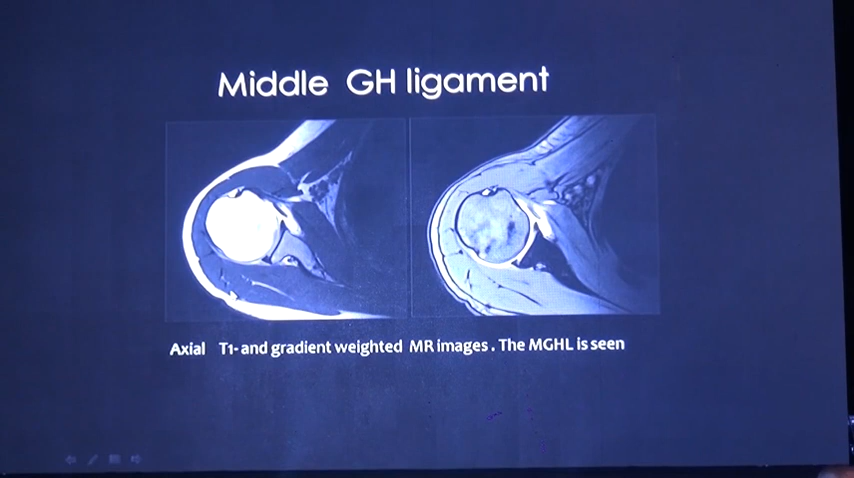 Middle GH ligament
Axial T1- and gradient weighted MR images . The MGHL is seen